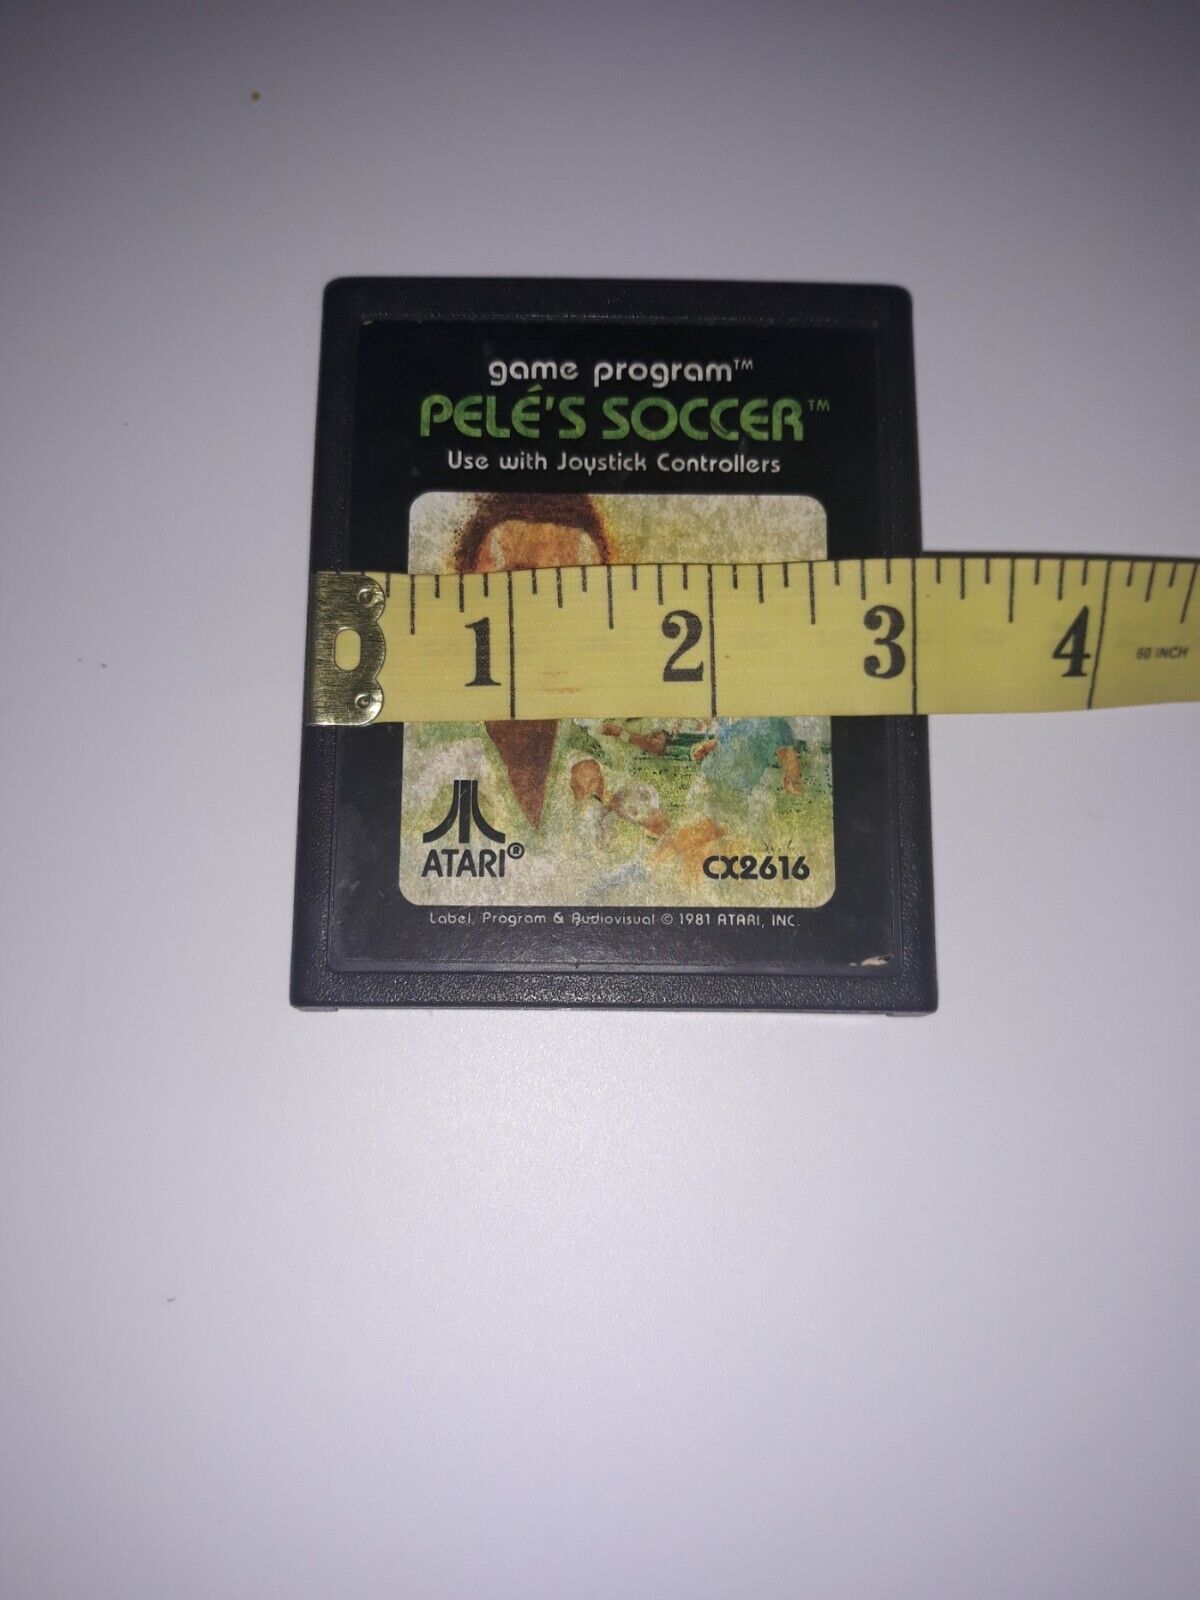 game program™
PELÉ'S SOCCER™
Use with Joystick Controllers
1 2 3 4
60 INCH
ATARI®
CX2616
Label, Program & Audiovisual © 1981 ATARI, INC.